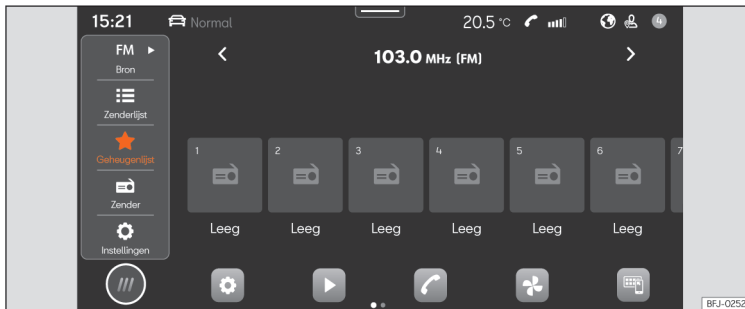 15:21 Normal 20.5 °C 4
FM
Bron
103.0 MHz (FM)
Zenderlijst
Geheugenlijst
Zender
Instellingen
1 2 3 4 5 6 7
Leeg Leeg Leeg Leeg Leeg Leeg
BFJ-0252